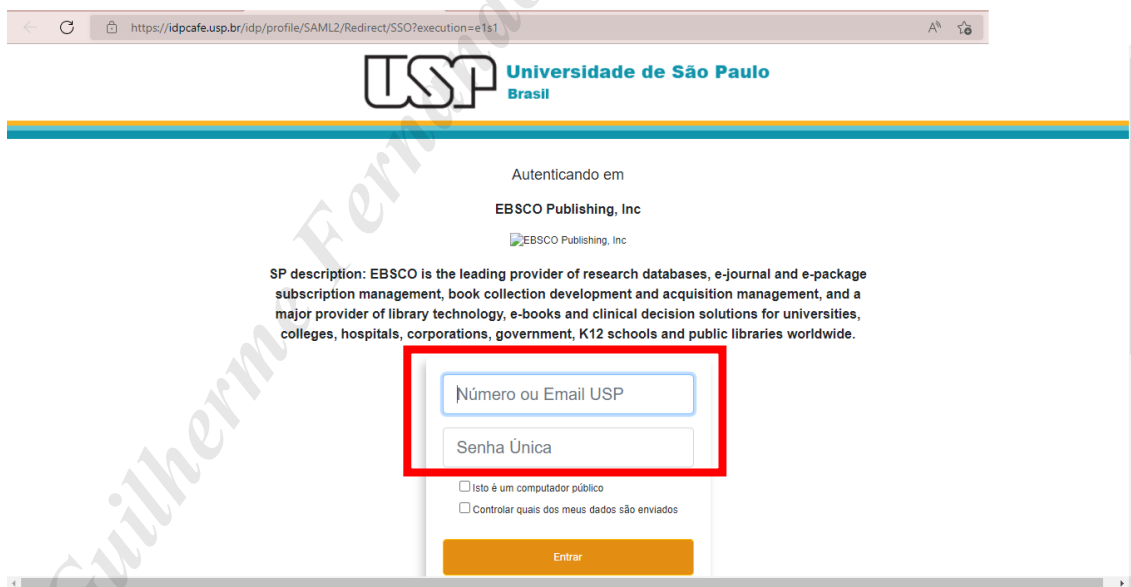 https://idpcafe.usp.br/idp/profile/SAML2/Redirect/SSO?execution=e1s1
USP
Universidade de São Paulo
Brasil
Autenticando em
EBSCO Publishing, Inc
EBSCO Publishing, Inc
SP description: EBSCO is the leading provider of research databases, e-journal and e-package
subscription management, book collection development and acquisition management, and a
major provider of library technology, e-books and clinical decision solutions for universities,
colleges, hospitals, corporations, government, K12 schools and public libraries worldwide.
Número ou Email USP
Senha Única
Isto é um computador público
Controlar quais dos meus dados são enviados
Entrar
Guilherme